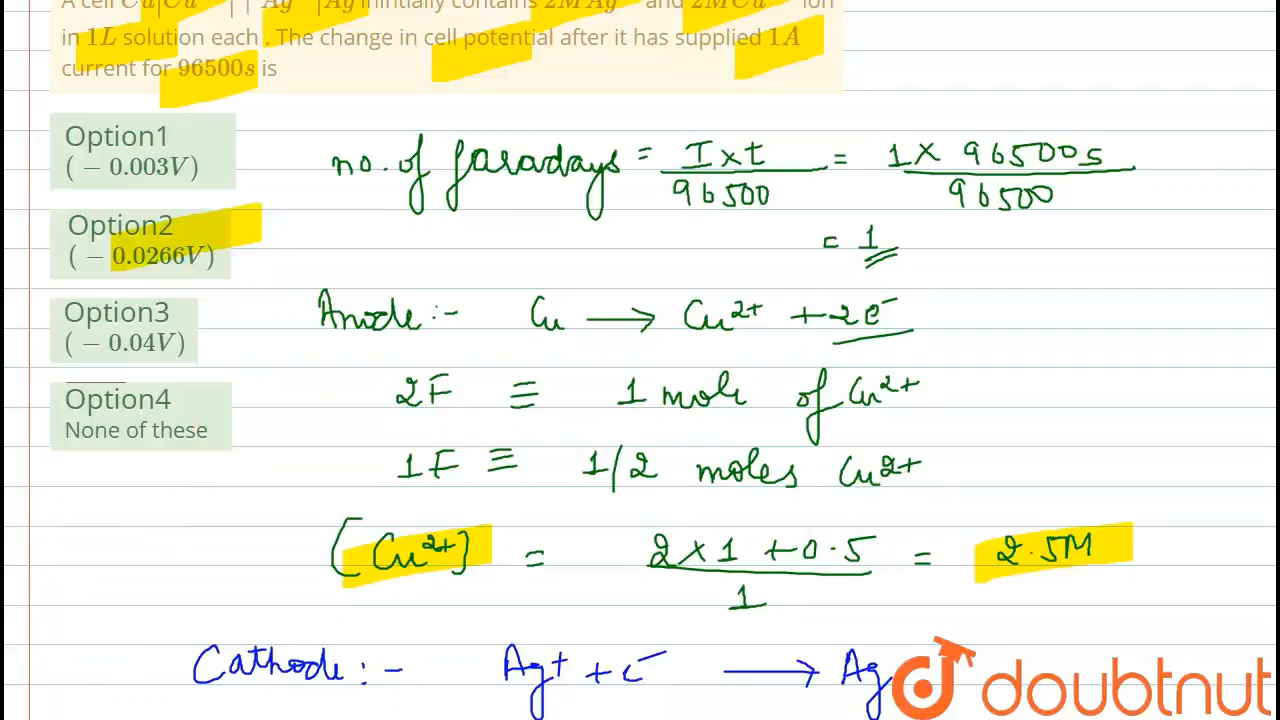 A cell Cu|Cu || Ag |Ag initially contains 2M Ag and 2M Cu ion
in 1L solution each . The change in cell potential after it has supplied 1A
current for 96500s is
Option1
(−0.003V)
Option2
(−0.0266V)
Option3
(−0.04V)
Option4
None of these
no. of faradays = I×t / 96500 = 1 × 96500s / 96500
= 1
Anode :- Cu ⟶ Cu²⁺ + 2e⁻
2F ≡ 1 mole of Cu²⁺
1F ≡ 1/2 moles Cu²⁺
[Cu²⁺] = 2×1+0.5 / 1 = 2.5M
Cathode :- Ag⁺ + e⁻ ⟶ Ag
doubtnut